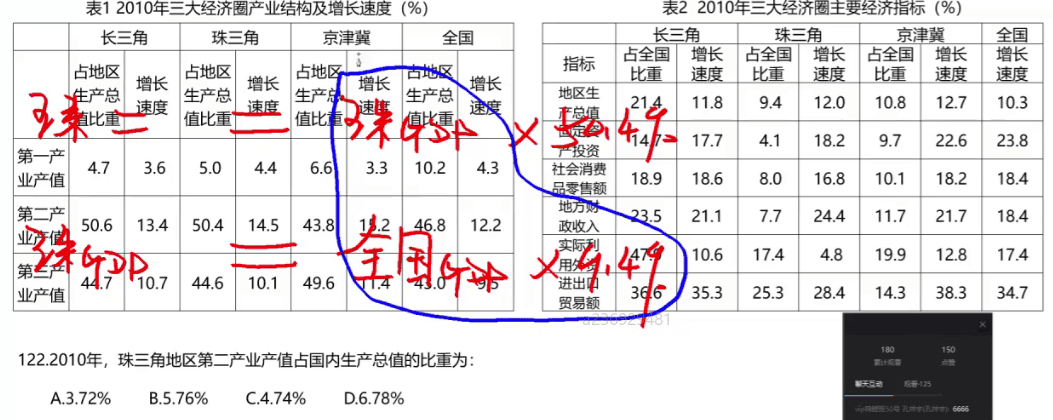 表1 2010年三大经济圈产业结构及增长速度（%）
长三角 珠三角 京津冀 全国
占地区生产总值比重 增长速度 占地区生产总值比重 增长速度 占地区生产总值比重 增长速度 占地区生产总值比重 增长速度
第一产业产值 4.7 3.6 5.0 4.4 6.6 3.3 10.2 4.3
第二产业产值 50.6 13.4 50.4 14.5 43.8 15.2 46.8 12.2
第三产业产值 44.7 10.7 44.6 10.1 49.6 11.4 43.0 9.5
表2 2010年三大经济圈主要经济指标（%）
长三角 珠三角 京津冀 全国
指标 占全国比重 增长速度 占全国比重 增长速度 占全国比重 增长速度 增长速度
地区生产总值 21.4 11.8 9.4 12.0 10.8 12.7 10.3
固定资产投资 14.7 17.7 4.1 18.2 9.7 22.6 23.8
社会消费品零售额 18.9 18.6 8.0 16.8 10.1 18.2 18.4
地方财政收入 23.5 21.1 7.7 24.4 11.7 21.7 18.4
实际利用外资 10.6 17.4 4.8 19.9 12.8 17.4
进出口贸易额 36.6 35.3 25.3 28.4 14.3 38.3 34.7
珠二 = 珠GDP × 50.4%
珠GDP = 全国GDP × 9.4%
122.2010年，珠三角地区第二产业产值占国内生产总值的比重为：
A.3.72% B.5.76% C.4.74% D.6.78%
180 150
累计观看 点赞
聊天互动 观看-125
6666